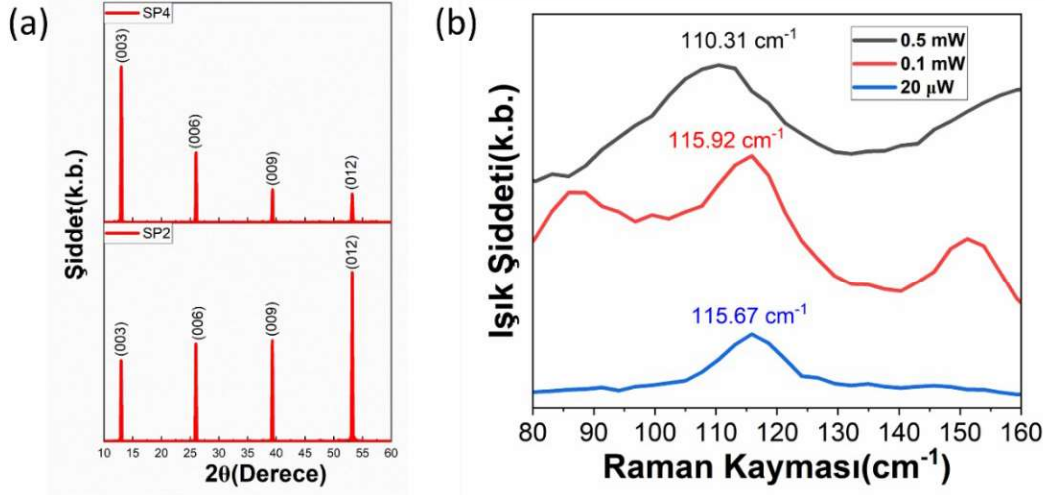 (a)
SP4
(003)
(006)
(009)
(012)
SP2
(003)
(006)
(009)
(012)
Şiddet(k.b.)
10 15 20 25 30 35 40 45 50 55 60
2θ(Derece)
(b)
110.31 cm⁻¹
0.5 mW
0.1 mW
20 μW
115.92 cm⁻¹
115.67 cm⁻¹
Işık Şiddeti(k.b.)
80 90 100 110 120 130 140 150 160
Raman Kayması(cm⁻¹)